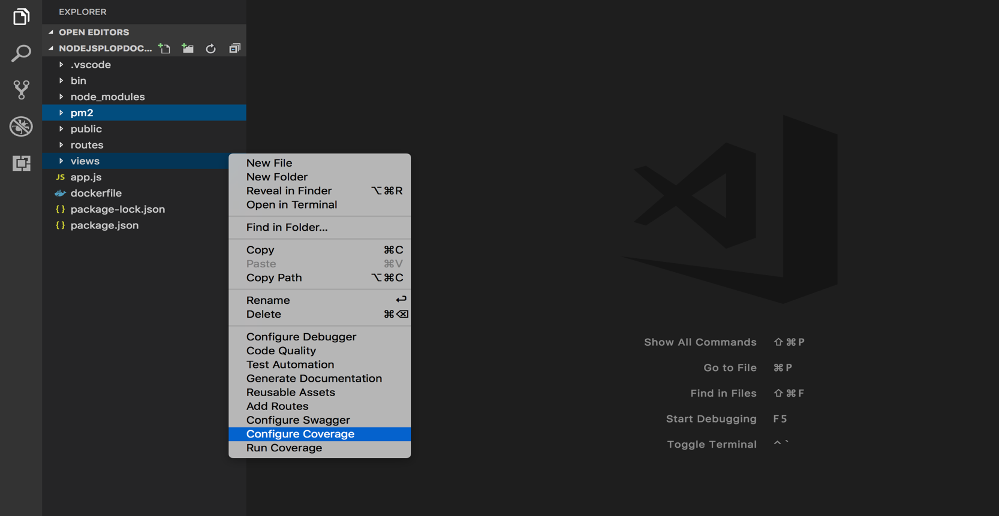 EXPLORER
OPEN EDITORS
NODEJSPLOPDOC...
.vscode
bin
node_modules
pm2
public
routes
views
JS app.js
dockerfile
{} package-lock.json
{} package.json
New File
New Folder
Reveal in Finder ⌥⌘R
Open in Terminal
Find in Folder...
Copy ⌘C
Paste ⌘V
Copy Path ⌥⌘C
Rename ↩
Delete ⌘⌫
Configure Debugger
Code Quality
Test Automation
Generate Documentation
Reusable Assets
Add Routes
Configure Swagger
Configure Coverage
Run Coverage
Show All Commands ⇧⌘P
Go to File ⌘P
Find in Files ⇧⌘F
Start Debugging F5
Toggle Terminal ^`